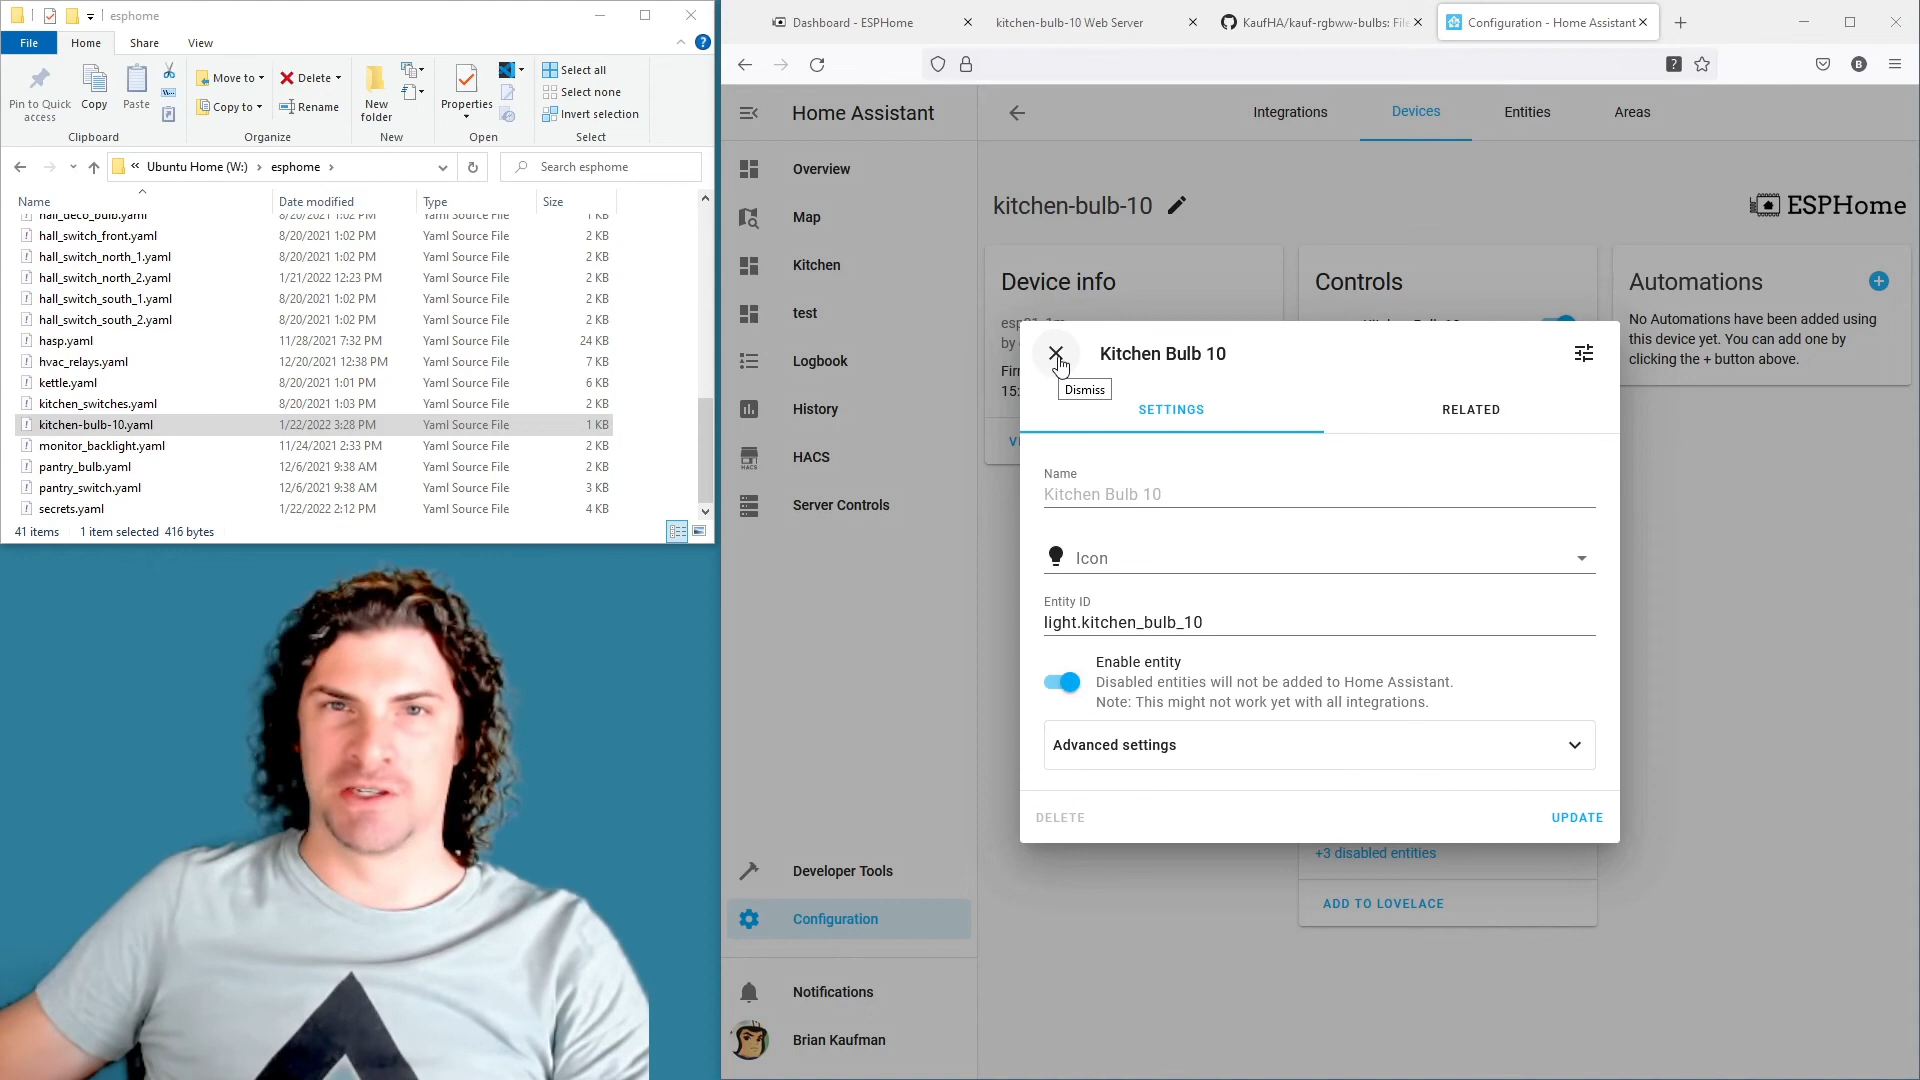 esphome
File
Home
Share
View
Pin to Quick access
Copy
Paste
Move to
Copy to
Delete
Rename
New folder
Properties
Select all
Select none
Invert selection
Clipboard
Organize
New
Open
Select
« Ubuntu Home (W:) › esphome ›
Search esphome
Name
Date modified
Type
Size
hall_deco_bulb.yaml 8/20/2021 1:02 PM Yaml Source File 1 KB
hall_switch_front.yaml 8/20/2021 1:02 PM Yaml Source File 2 KB
hall_switch_north_1.yaml 8/20/2021 1:02 PM Yaml Source File 2 KB
hall_switch_north_2.yaml 1/21/2022 12:23 PM Yaml Source File 2 KB
hall_switch_south_1.yaml 8/20/2021 1:02 PM Yaml Source File 2 KB
hall_switch_south_2.yaml 8/20/2021 1:02 PM Yaml Source File 2 KB
hasp.yaml 11/28/2021 7:32 PM Yaml Source File 24 KB
hvac_relays.yaml 12/20/2021 12:38 PM Yaml Source File 7 KB
kettle.yaml 8/20/2021 1:01 PM Yaml Source File 6 KB
kitchen_switches.yaml 8/20/2021 1:03 PM Yaml Source File 2 KB
kitchen-bulb-10.yaml 1/22/2022 3:28 PM Yaml Source File 1 KB
monitor_backlight.yaml 11/24/2021 2:33 PM Yaml Source File 2 KB
pantry_bulb.yaml 12/6/2021 9:38 AM Yaml Source File 2 KB
pantry_switch.yaml 12/6/2021 9:38 AM Yaml Source File 3 KB
secrets.yaml 1/22/2022 2:12 PM Yaml Source File 4 KB
41 items 1 item selected 416 bytes
Dashboard - ESPHome
kitchen-bulb-10 Web Server
KaufHA/kauf-rgbww-bulbs: File
Configuration - Home Assistant
B
Home Assistant
Overview
Map
Kitchen
test
Logbook
History
HACS
HACS
Server Controls
Developer Tools
Configuration
Notifications
Brian Kaufman
Integrations
Devices
Entities
Areas
kitchen-bulb-10
ESPHome
Device info
by
Firm
15:
Controls
+3 disabled entities
ADD TO LOVELACE
Automations
No Automations have been added using
this device yet. You can add one by
clicking the + button above.
Kitchen Bulb 10
Dismiss
SETTINGS
RELATED
Name
Kitchen Bulb 10
Icon
Entity ID
light.kitchen_bulb_10
Enable entity
Disabled entities will not be added to Home Assistant.
Note: This might not work yet with all integrations.
Advanced settings
DELETE
UPDATE